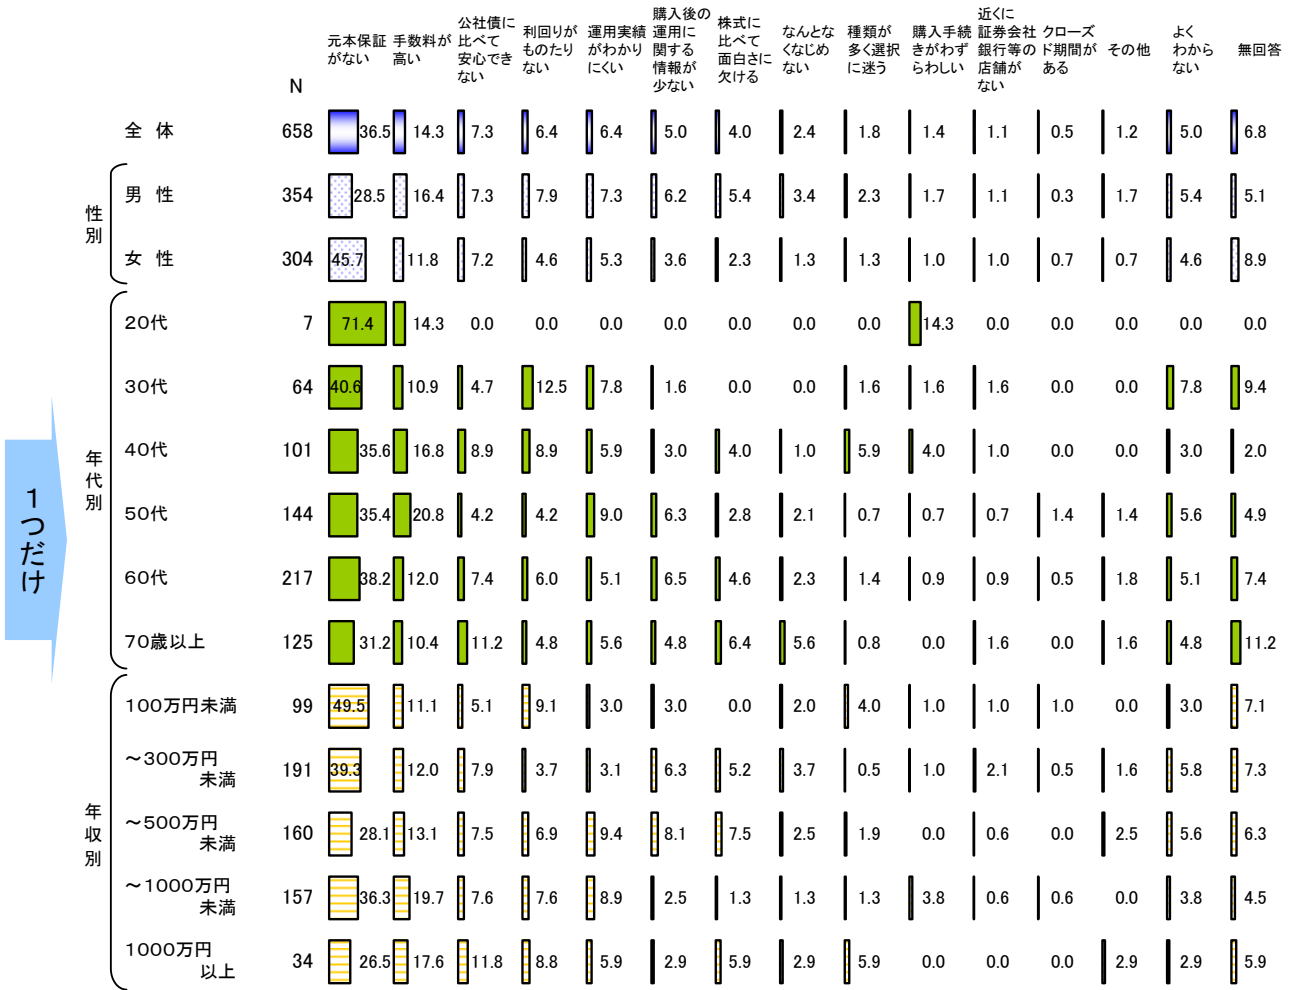 元本保証がない
手数料が高い
公社債に比べて安心できない
利回りがものたりない
運用実績がわかりにくい
購入後の運用に関する情報が少ない
株式に比べて面白さに欠ける
なんとなくなじめない
種類が多く選択に迷う
購入手続きがわずらわしい
近くに証券会社銀行等の店舗がない
クローズド期間がある
その他
よくわからない
無回答
N
全 体 658 36.5 14.3 7.3 6.4 6.4 5.0 4.0 2.4 1.8 1.4 1.1 0.5 1.2 5.0 6.8
性別
男 性 354 28.5 16.4 7.3 7.9 7.3 6.2 5.4 3.4 2.3 1.7 1.1 0.3 1.7 5.4 5.1
女 性 304 45.7 11.8 7.2 4.6 5.3 3.6 2.3 1.3 1.3 1.0 1.0 0.7 0.7 4.6 8.9
1つだけ
年代別
20代 7 71.4 14.3 0.0 0.0 0.0 0.0 0.0 0.0 0.0 14.3 0.0 0.0 0.0 0.0 0.0
30代 64 40.6 10.9 4.7 12.5 7.8 1.6 0.0 0.0 1.6 1.6 1.6 0.0 0.0 7.8 9.4
40代 101 35.6 16.8 8.9 8.9 5.9 3.0 4.0 1.0 5.9 4.0 1.0 0.0 0.0 3.0 2.0
50代 144 35.4 20.8 4.2 4.2 9.0 6.3 2.8 2.1 0.7 0.7 0.7 1.4 1.4 5.6 4.9
60代 217 38.2 12.0 7.4 6.0 5.1 6.5 4.6 2.3 1.4 0.9 0.9 0.5 1.8 5.1 7.4
70歳以上 125 31.2 10.4 11.2 4.8 5.6 4.8 6.4 5.6 0.8 0.0 1.6 0.0 1.6 4.8 11.2
年収別
100万円未満 99 49.5 11.1 5.1 9.1 3.0 3.0 0.0 2.0 4.0 1.0 1.0 1.0 0.0 3.0 7.1
～300万円未満 191 39.3 12.0 7.9 3.7 3.1 6.3 5.2 3.7 0.5 1.0 2.1 0.5 1.6 5.8 7.3
～500万円未満 160 28.1 13.1 7.5 6.9 9.4 8.1 7.5 2.5 1.9 0.0 0.6 0.0 2.5 5.6 6.3
～1000万円未満 157 36.3 19.7 7.6 7.6 8.9 2.5 1.3 1.3 1.3 3.8 0.6 0.6 0.0 3.8 4.5
1000万円以上 34 26.5 17.6 11.8 8.8 5.9 2.9 5.9 2.9 5.9 0.0 0.0 0.0 2.9 2.9 5.9